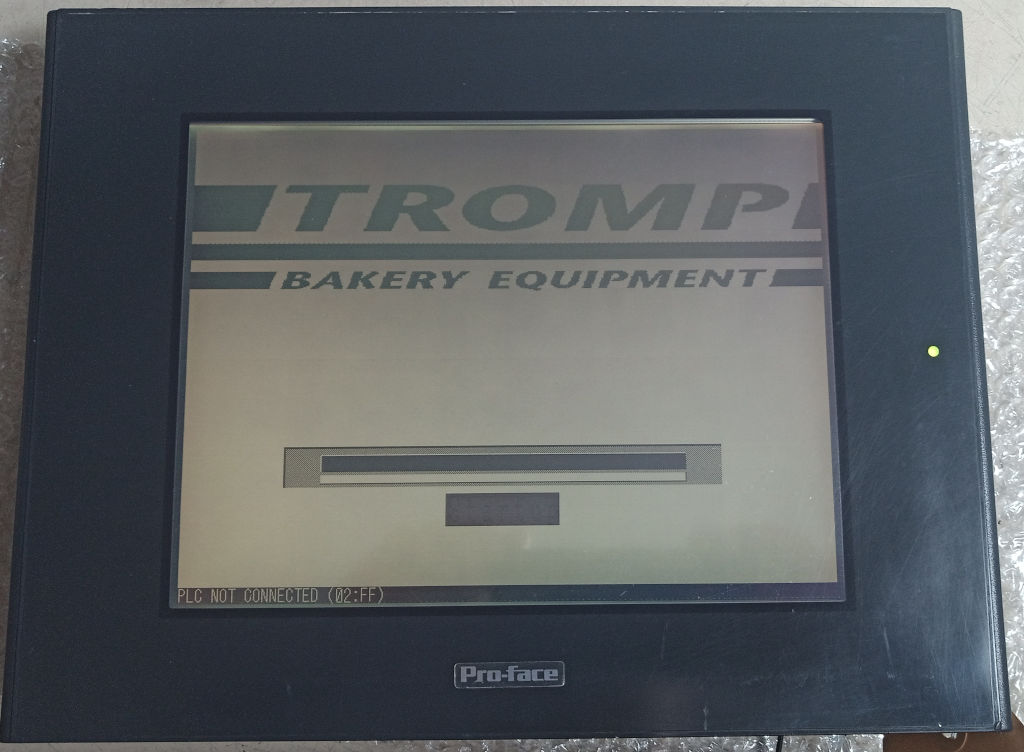 TROMP
BAKERY EQUIPMENT
PLC NOT CONNECTED (02:FF)
Pro-face